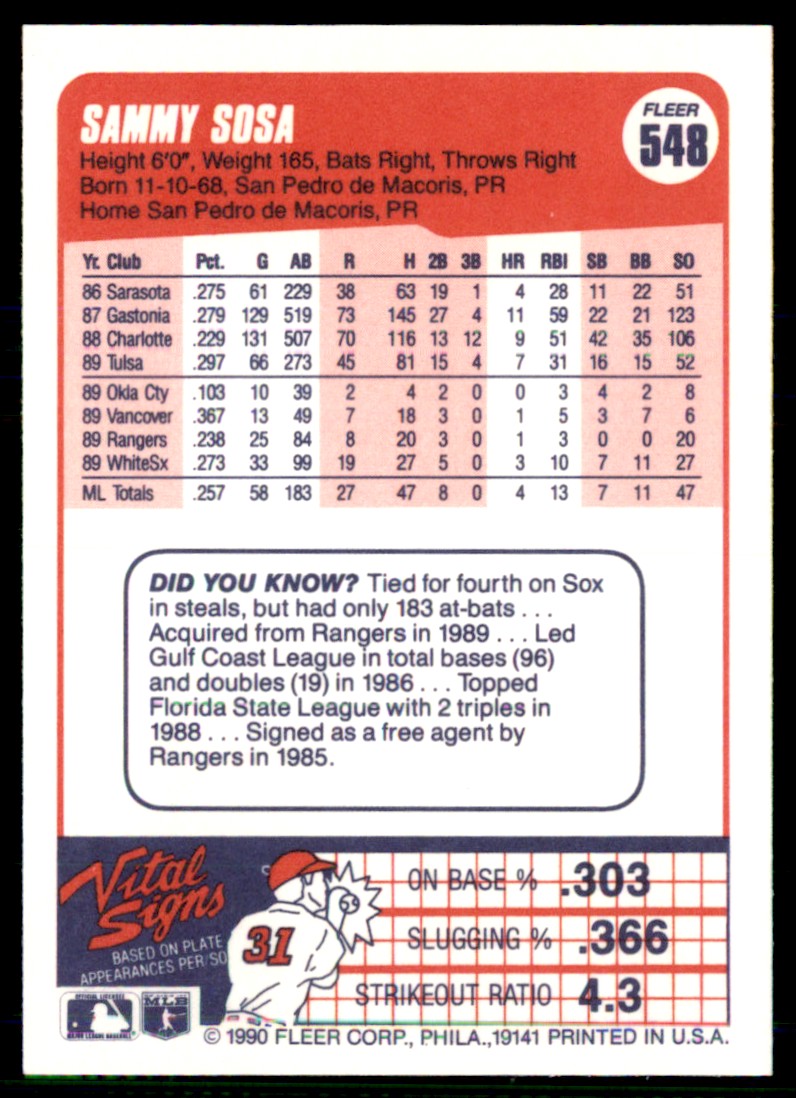 SAMMY SOSA
FLEER
548
Height 6'0", Weight 165, Bats Right, Throws Right
Born 11-10-68, San Pedro de Macoris, PR
Home San Pedro de Macoris, PR
Yr. Club Pct. G AB R H 2B 3B HR RBI SB BB SO
86 Sarasota .275 61 229 38 63 19 1 4 28 11 22 51
87 Gastonia .279 129 519 73 145 27 4 11 59 22 21 123
88 Charlotte .229 131 507 70 116 13 12 9 51 42 35 106
89 Tulsa .297 66 273 45 81 15 4 7 31 16 15 52
89 Okla Cty .103 10 39 2 4 2 0 0 3 4 2 8
89 Vancover .367 13 49 7 18 3 0 1 5 3 7 6
89 Rangers .238 25 84 8 20 3 0 1 3 0 0 20
89 WhiteSx .273 33 99 19 27 5 0 3 10 7 11 27
ML Totals .257 58 183 27 47 8 0 4 13 7 11 47
DID YOU KNOW? Tied for fourth on Sox
in steals, but had only 183 at-bats . . .
Acquired from Rangers in 1989 . . . Led
Gulf Coast League in total bases (96)
and doubles (19) in 1986 . . . Topped
Florida State League with 2 triples in
1988 . . . Signed as a free agent by
Rangers in 1985.
Vital
Signs
BASED ON PLATE
APPEARANCES PER/SO
31
ON BASE % .303
SLUGGING % .366
STRIKEOUT RATIO 4.3
OFFICIAL LICENSEE
MAJOR LEAGUE BASEBALL
MLB
© 1990 FLEER CORP., PHILA.,19141 PRINTED IN U.S.A.